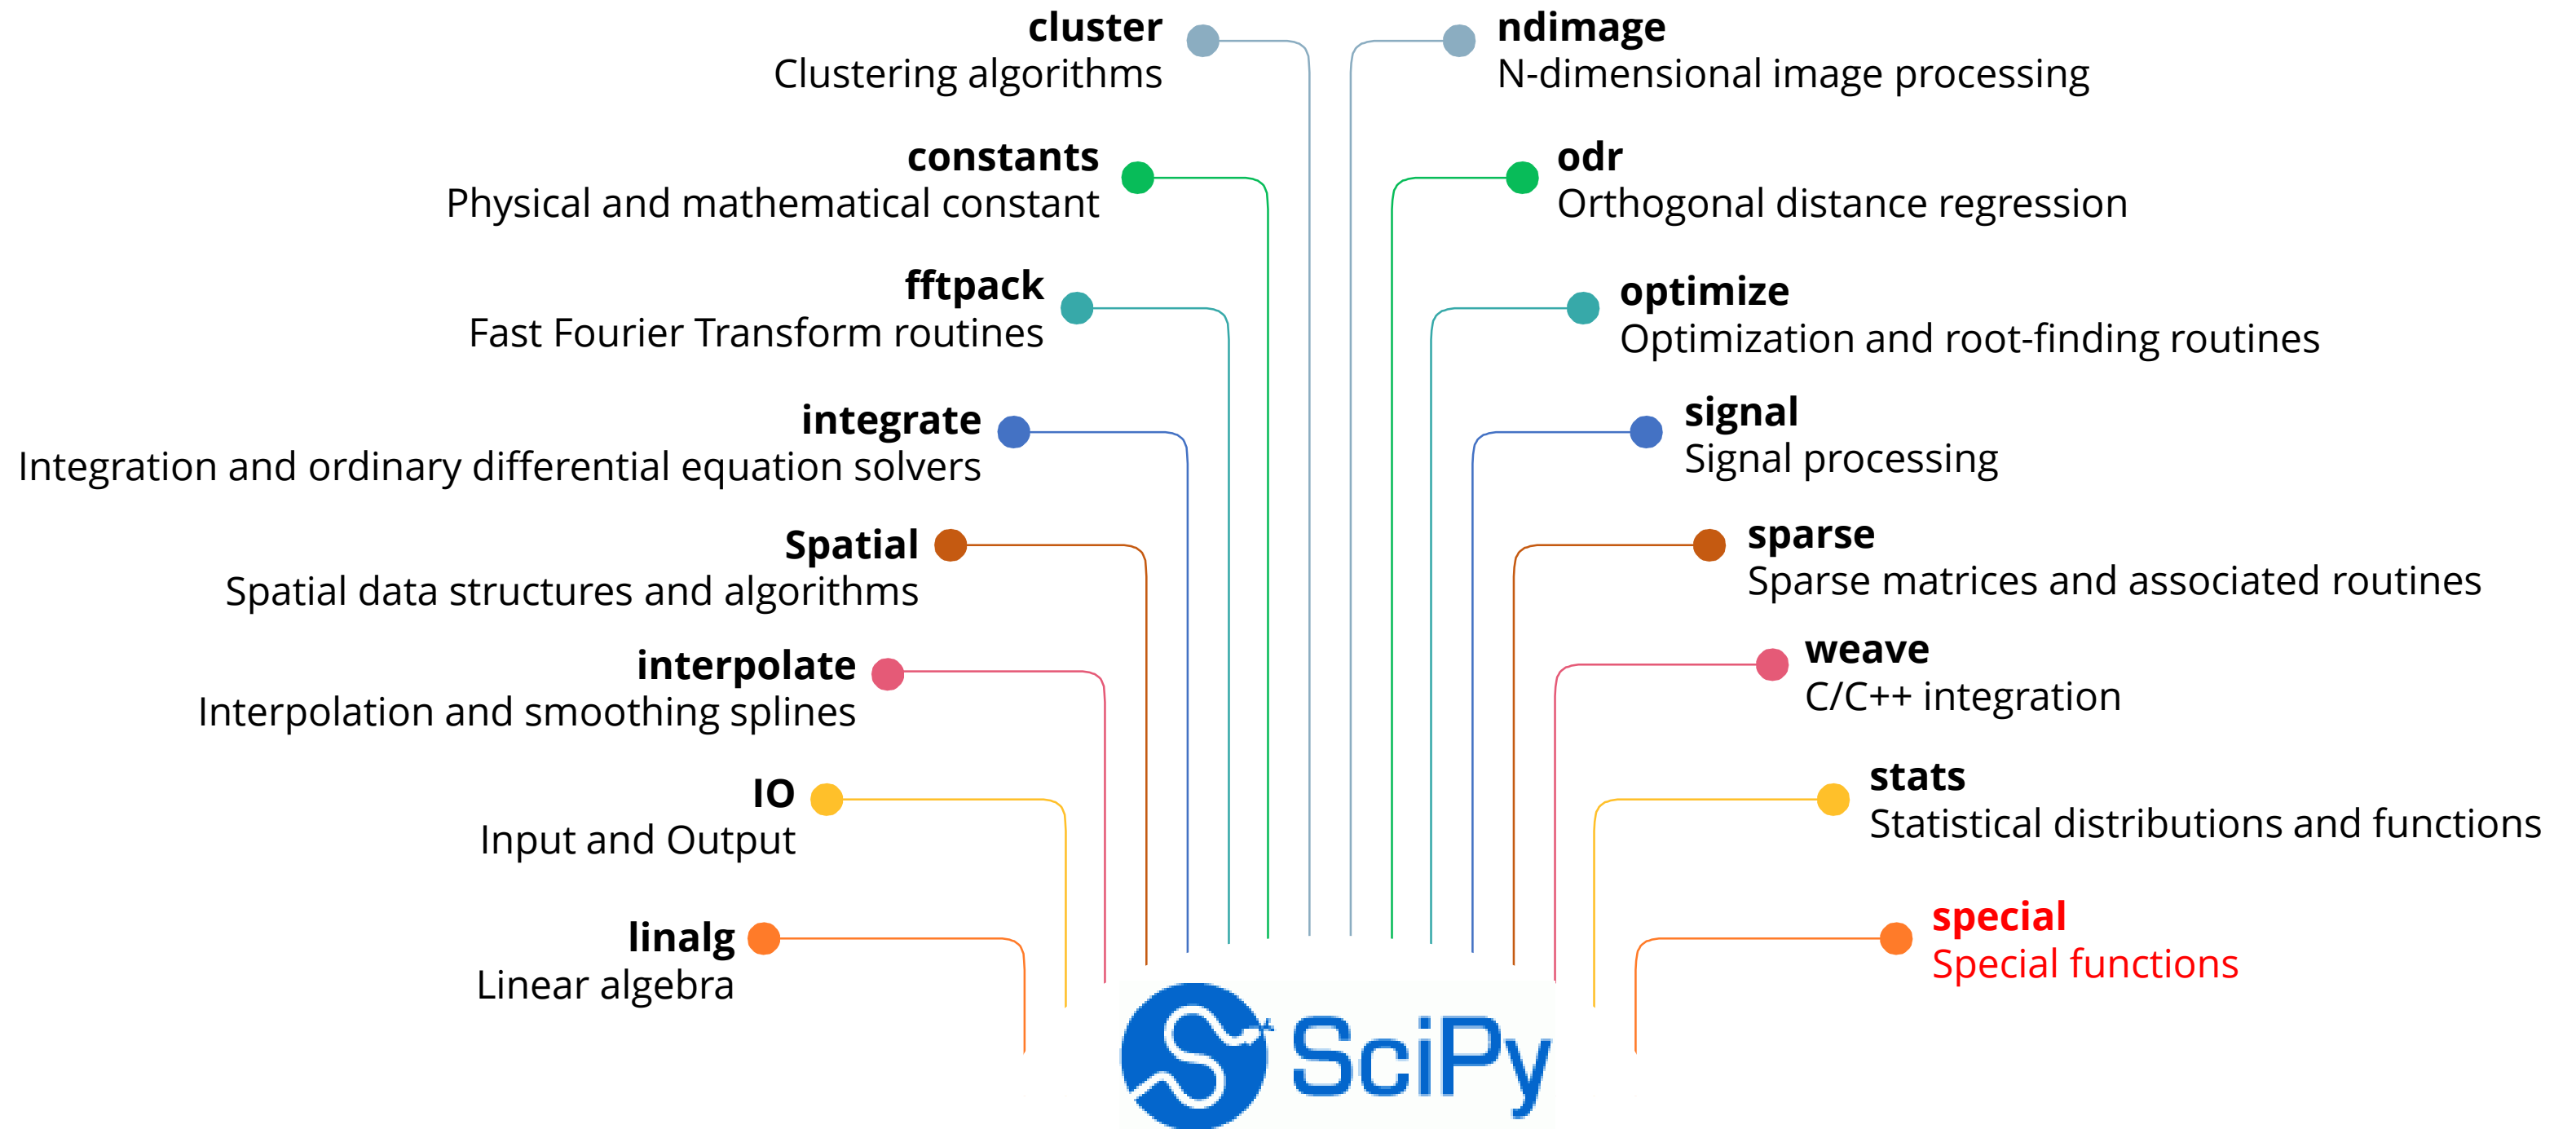 cluster
Clustering algorithms
constants
Physical and mathematical constant
fftpack
Fast Fourier Transform routines
integrate
Integration and ordinary differential equation solvers
Spatial
Spatial data structures and algorithms
interpolate
Interpolation and smoothing splines
IO
Input and Output
linalg
Linear algebra
ndimage
N-dimensional image processing
odr
Orthogonal distance regression
optimize
Optimization and root-finding routines
signal
Signal processing
sparse
Sparse matrices and associated routines
weave
C/C++ integration
stats
Statistical distributions and functions
special
Special functions
SciPy